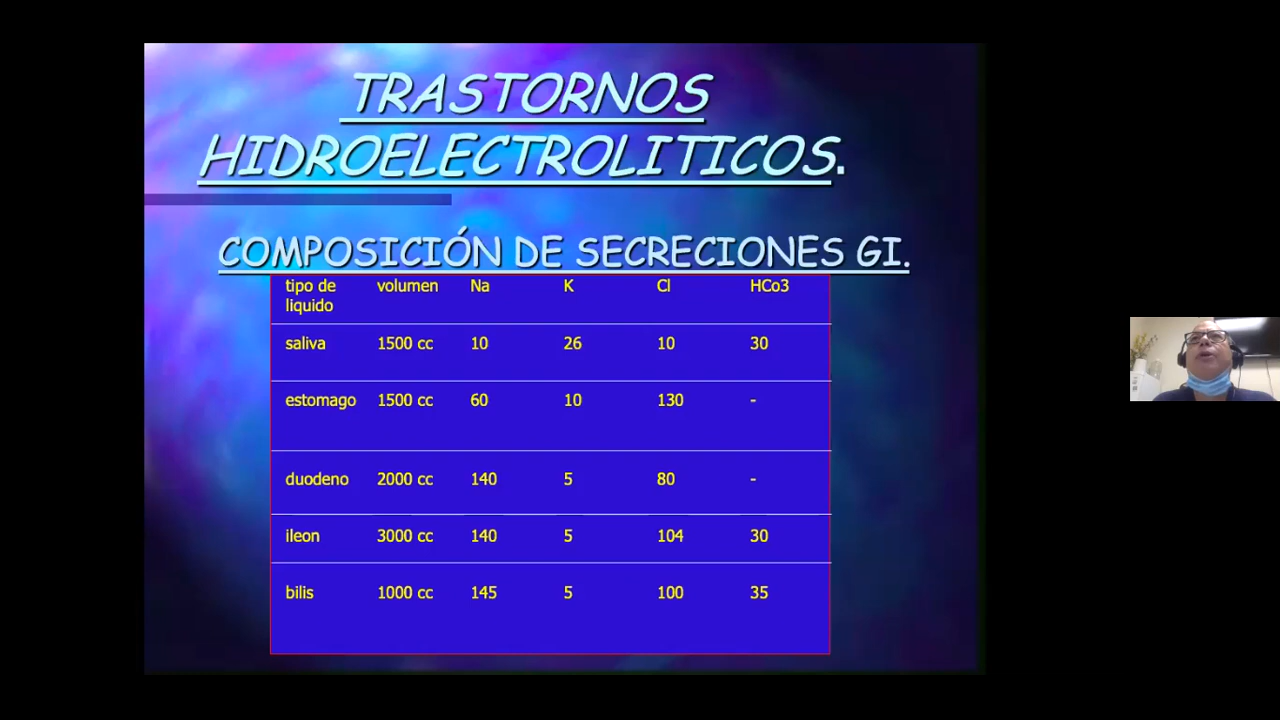 TRASTORNOS
HIDROELECTROLITICOS.
COMPOSICIÓN DE SECRECIONES GI.
tipo de liquido volumen Na K Cl HCo3
saliva 1500 cc 10 26 10 30
estomago 1500 cc 60 10 130 -
duodeno 2000 cc 140 5 80 -
ileon 3000 cc 140 5 104 30
bilis 1000 cc 145 5 100 35